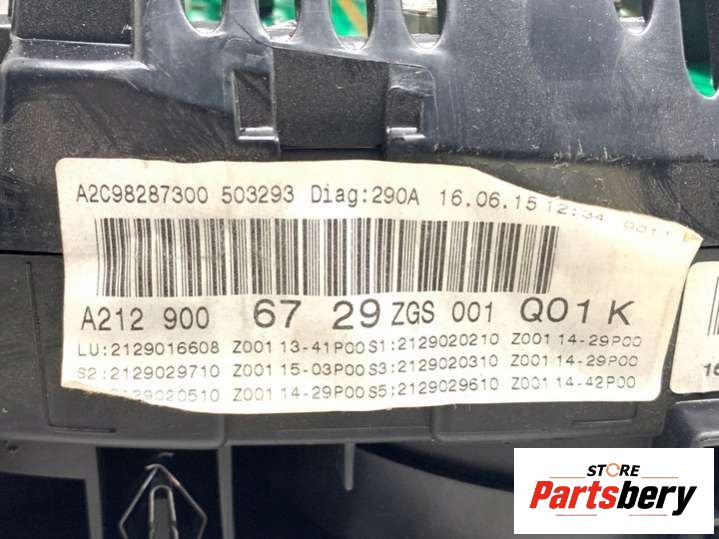 A2C98287300 503293 Diag:290A 16.06.15 12:34
A212 900 67 29 ZGS 001 Q01 K
LU:2129016608 Z001 13-41P00 S1:2129020210 Z001 14-29P00
S2:2129029710 Z001 15-03P00 S3:2129020310 Z001 14-29P00
2129020510 Z001 14-29P00 S5:2129029610 Z001 14-42P00
16
STORE
Partsbery